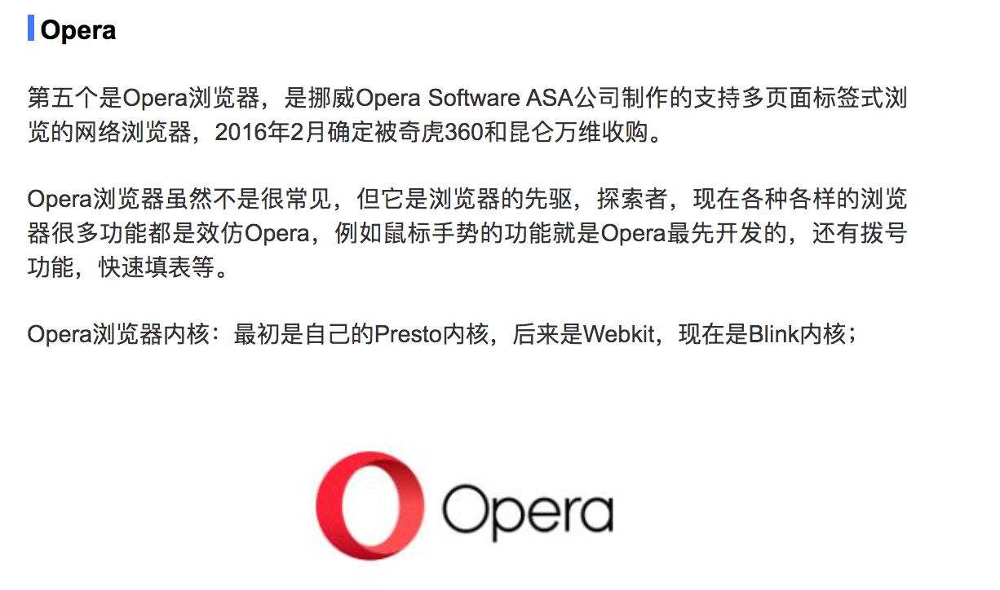 Opera
第五个是Opera浏览器，是挪威Opera Software ASA公司制作的支持多页面标签式浏
览的网络浏览器，2016年2月确定被奇虎360和昆仑万维收购。
Opera浏览器虽然不是很常见，但它是浏览器的先驱，探索者，现在各种各样的浏览
器很多功能都是效仿Opera，例如鼠标手势的功能就是Opera最先开发的，还有拨号
功能，快速填表等。
Opera浏览器内核：最初是自己的Presto内核，后来是Webkit，现在是Blink内核；
Opera